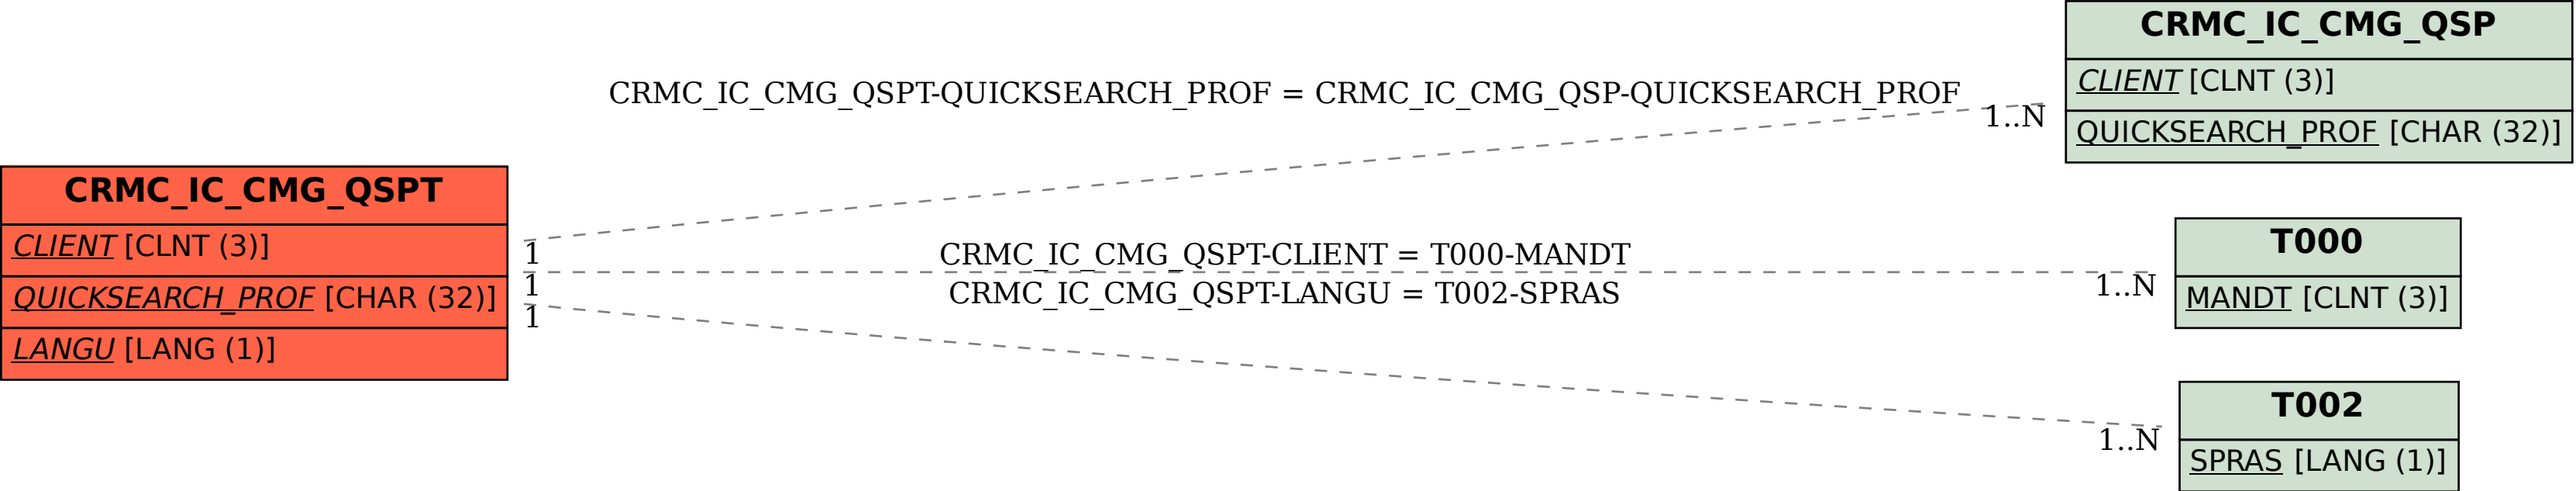 CRMC_IC_CMG_QSP
CLIENT [CLNT (3)]
QUICKSEARCH_PROF [CHAR (32)]
CRMC_IC_CMG_QSPT-QUICKSEARCH_PROF = CRMC_IC_CMG_QSP-QUICKSEARCH_PROF
1..N
CRMC_IC_CMG_QSPT
CLIENT [CLNT (3)]
QUICKSEARCH_PROF [CHAR (32)]
LANGU [LANG (1)]
1
1
1
CRMC_IC_CMG_QSPT-CLIENT = T000-MANDT
CRMC_IC_CMG_QSPT-LANGU = T002-SPRAS
1..N
T000
MANDT [CLNT (3)]
1..N
T002
SPRAS [LANG (1)]